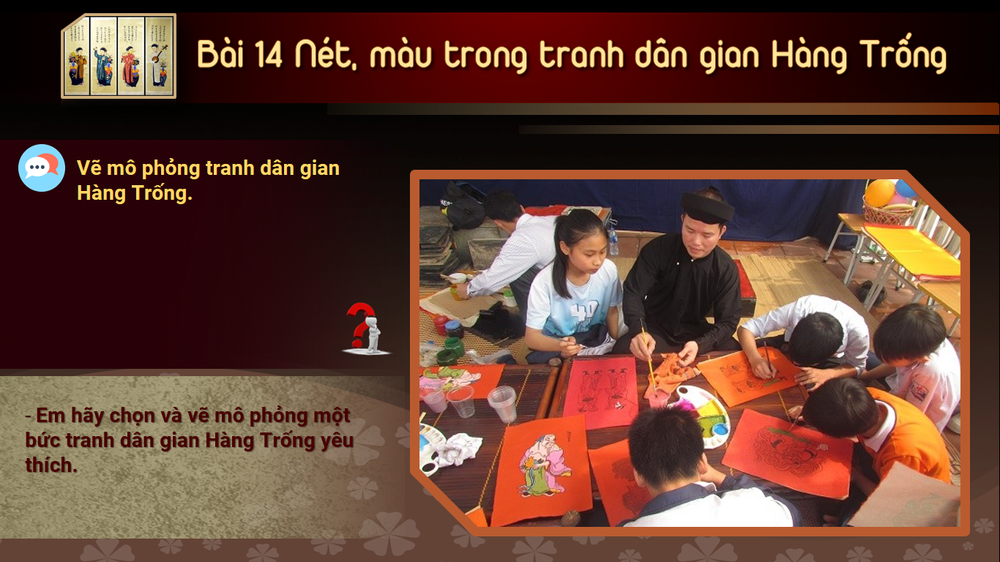 Bài 14 Nét, màu trong tranh dân gian Hàng Trống
Vẽ mô phỏng tranh dân gian
Hàng Trống.
- Em hãy chọn và vẽ mô phỏng một
bức tranh dân gian Hàng Trống yêu
thích.